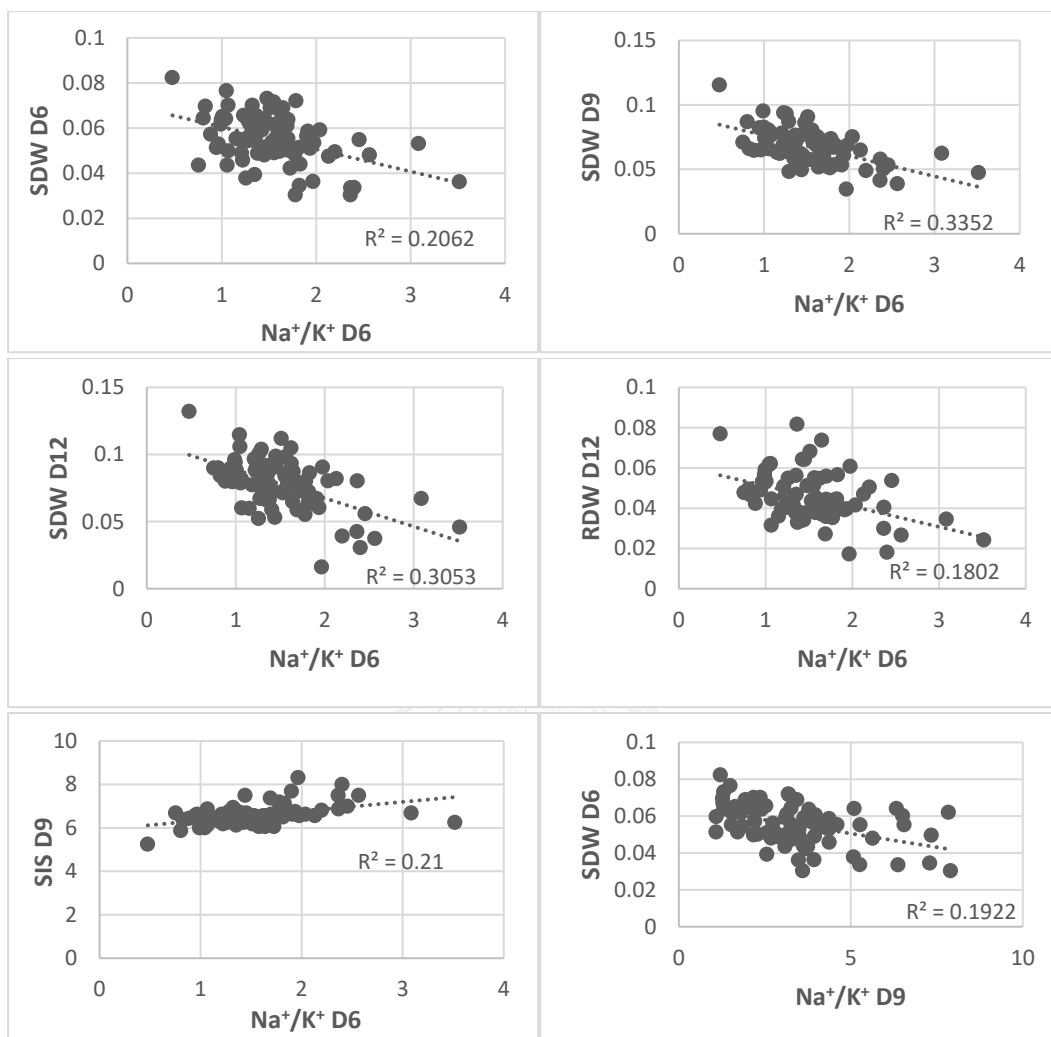 0.1
0.08
0.06
0.04
0.02
0
SDW D6
R² = 0.2062
0 1 2 3 4
Na⁺/K⁺ D6
0.15
0.1
0.05
0
SDW D9
R² = 0.3352
0 1 2 3 4
Na⁺/K⁺ D6
0.15
0.1
0.05
0
SDW D12
R² = 0.3053
0 1 2 3 4
Na⁺/K⁺ D6
0.1
0.08
0.06
0.04
0.02
0
RDW D12
R² = 0.1802
0 1 2 3 4
Na⁺/K⁺ D6
10
8
6
4
2
0
SIS D9
R² = 0.21
0 1 2 3 4
Na⁺/K⁺ D6
0.1
0.08
0.06
0.04
0.02
0
SDW D6
R² = 0.1922
0 5 10
Na⁺/K⁺ D9